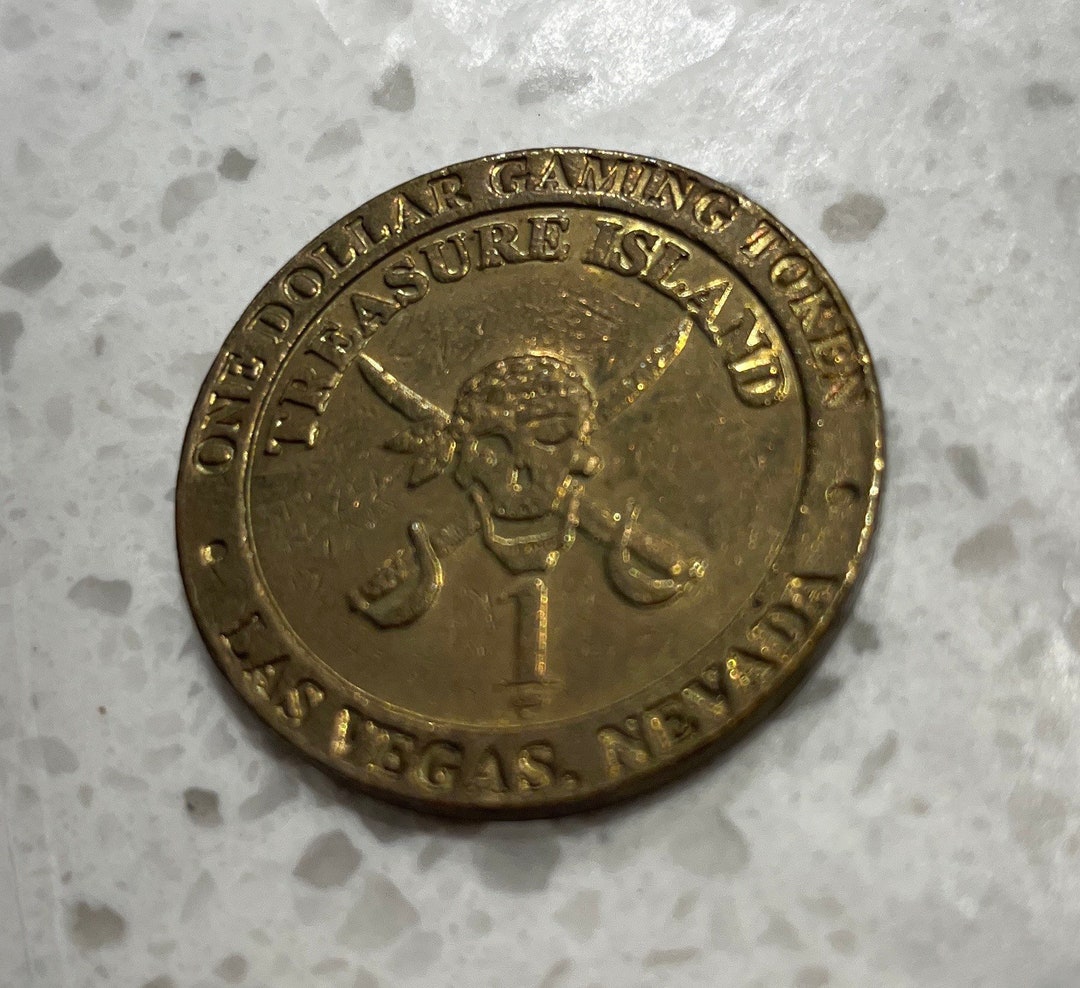 ONE DOLLAR GAMING TOKEN
TREASURE ISLAND
1
LAS VEGAS, NEVADA